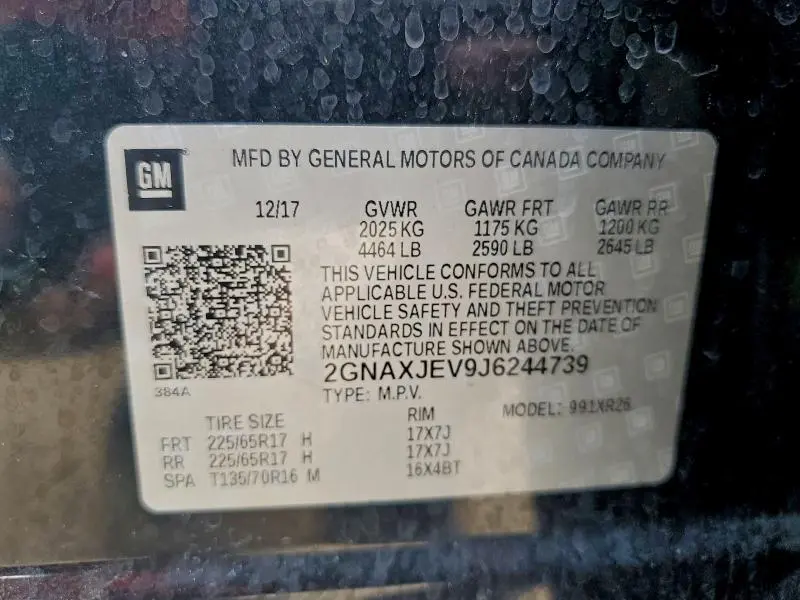 GM
MFD BY GENERAL MOTORS OF CANADA COMPANY
12/17 GVWR GAWR FRT GAWR RR
2025 KG 1175 KG 1200 KG
4464 LB 2590 LB 2645 LB
THIS VEHICLE CONFORMS TO ALL
APPLICABLE U.S. FEDERAL MOTOR
VEHICLE SAFETY AND THEFT PREVENTION
STANDARDS IN EFFECT ON THE DATE OF
MANUFACTURE SHOWN ABOVE.
2GNAXJEV9J6244739
384A
TYPE: M.P.V. MODEL: 991XR26
TIRE SIZE RIM
FRT 225/65R17 H 17X7J
RR 225/65R17 H 17X7J
SPA T135/70R16 M 16X4BT